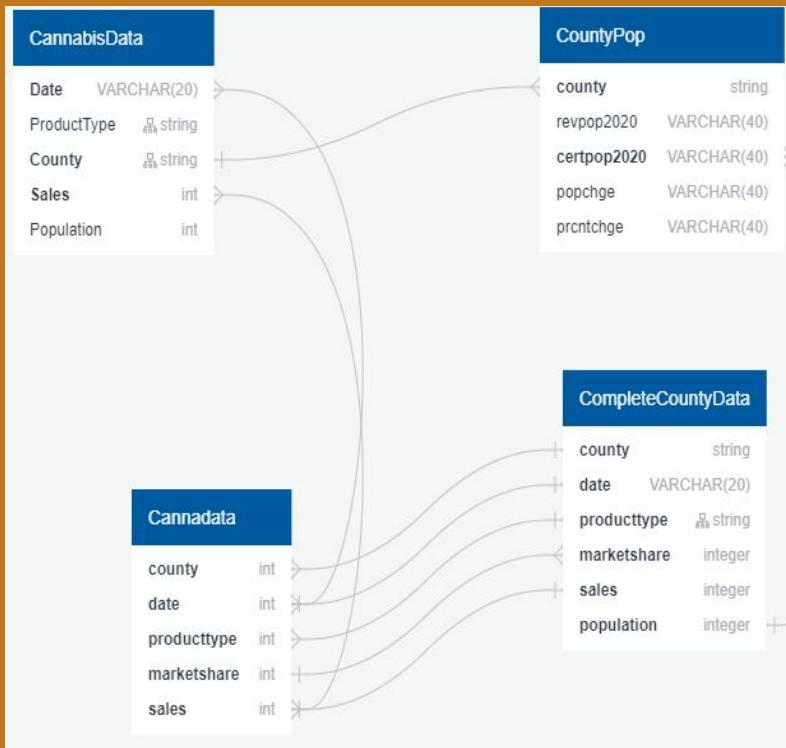 CannabisData
Date VARCHAR(20)
ProductType string
County string
Sales int
Population int
CountyPop
county string
revpop2020 VARCHAR(40)
certpop2020 VARCHAR(40)
popchge VARCHAR(40)
prcntchge VARCHAR(40)
CompleteCountyData
county string
date VARCHAR(20)
producttype string
marketshare integer
sales integer
population integer
Cannadata
county int
date int
producttype int
marketshare int
sales int